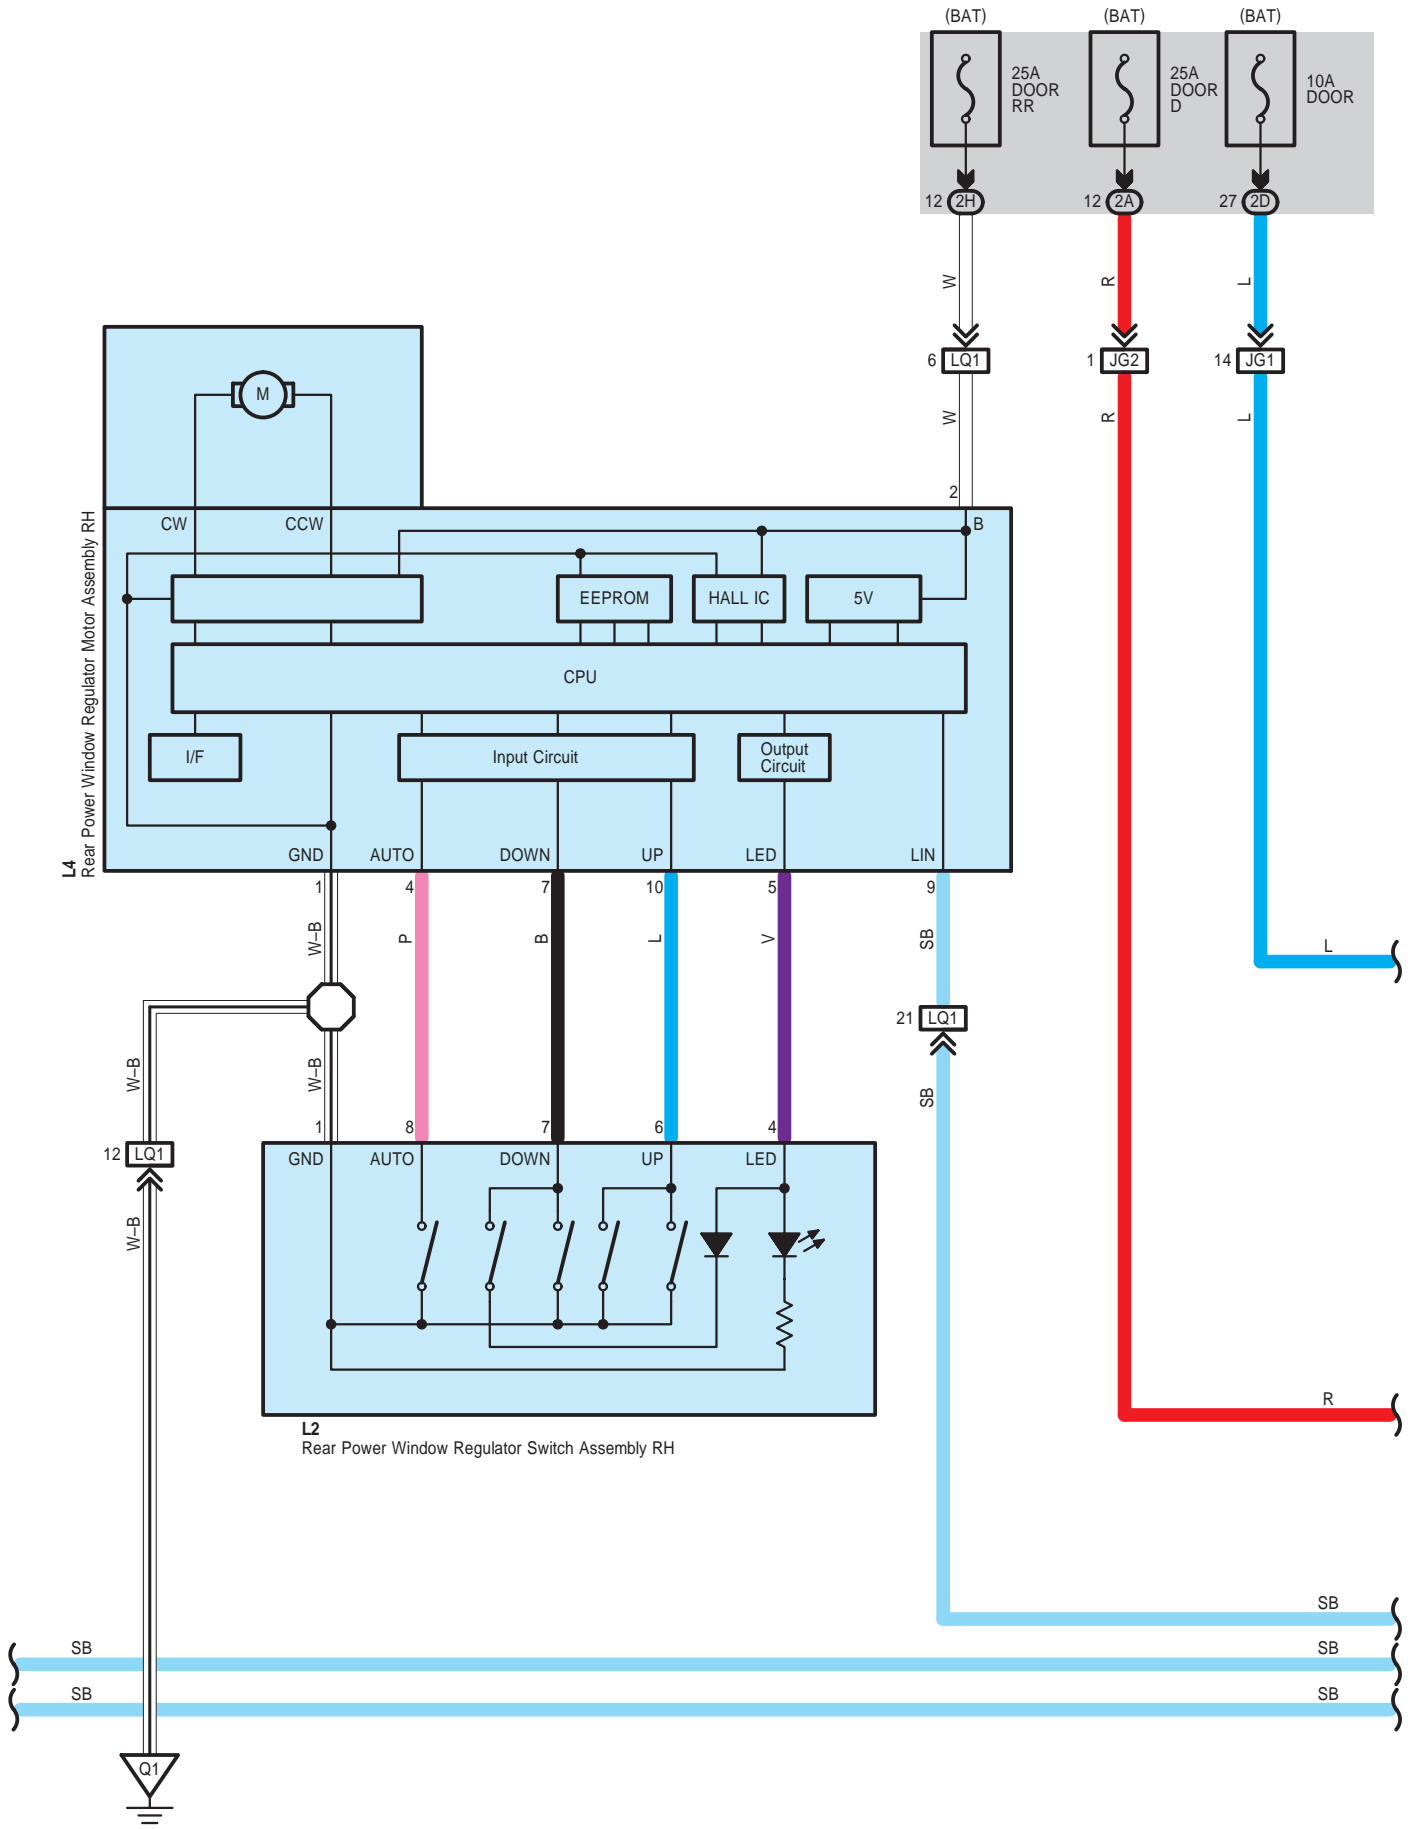 (BAT)
(BAT)
(BAT)
25A
DOOR
RR
25A
DOOR
D
10A
DOOR
12 2H
12 2A
27 2D
W
R
L
6 LQ1
1 JG2
14 JG1
W
R
L
2
M
CW
CCW
B
EEPROM
HALL IC
5V
CPU
I/F
Input Circuit
Output
Circuit
GND
AUTO
DOWN
UP
LED
LIN
L4
Rear Power Window Regulator Motor Assembly RH
1
4
7
10
5
9
W–B
P
B
L
V
SB
L
21 LQ1
W–B
W–B
SB
1
8
7
6
4
12 LQ1
GND
AUTO
DOWN
UP
LED
W–B
R
L2
Rear Power Window Regulator Switch Assembly RH
SB
SB
SB
SB
SB
Q1